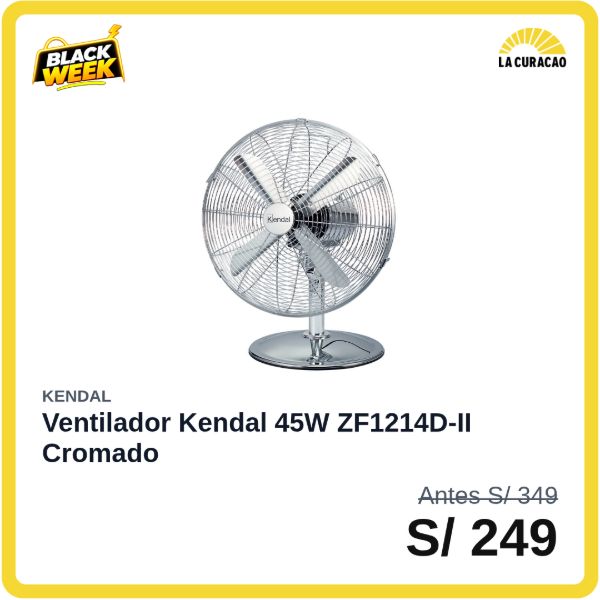 BLACK
WEEK
LA CURACAO
Kendal
KENDAL
Ventilador Kendal 45W ZF1214D-II
Cromado
Antes S/ 349
S/ 249